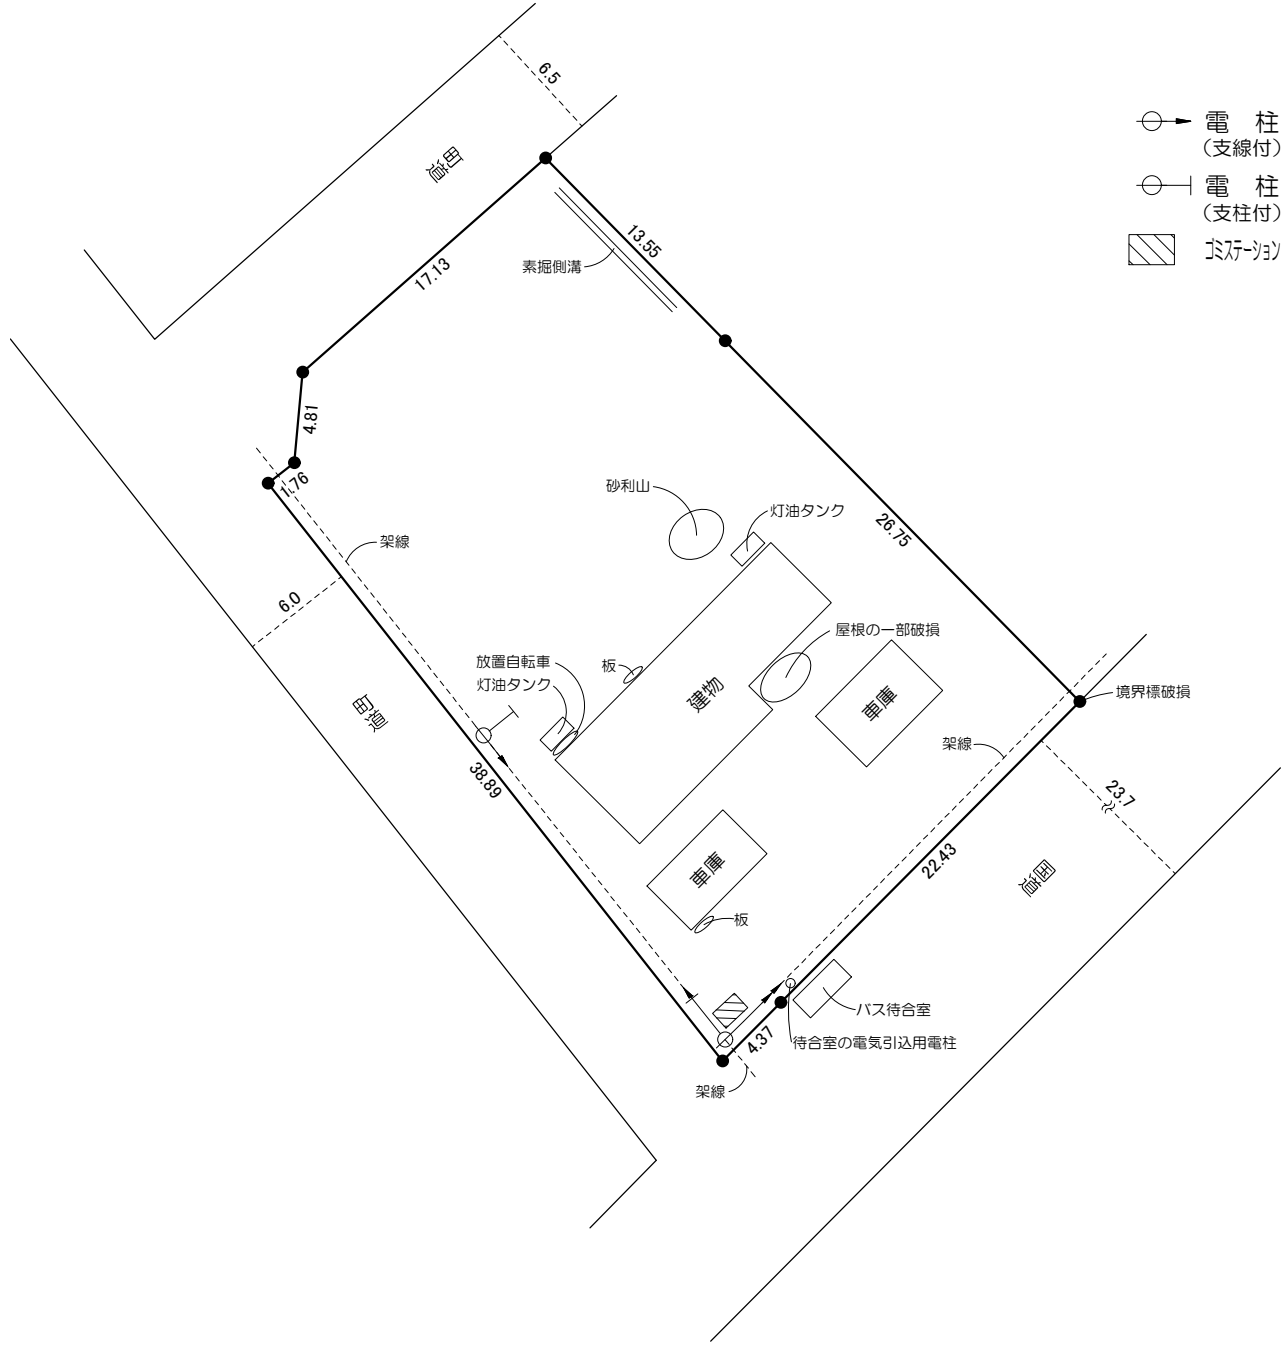 6.5
電 柱
(支線付)
町道
電 柱
(支柱付)
ゴミステーション
13.55
素掘側溝
17.13
4.81
1.76
砂利山
灯油タンク
26.75
架線
6.0
屋根の一部破損
放置自転車
灯油タンク
板
建物
車庫
境界標破損
町道
架線
38.89
23.7
22.43
車庫
国道
板
バス待合室
4.37
待合室の電気引込用電柱
架線